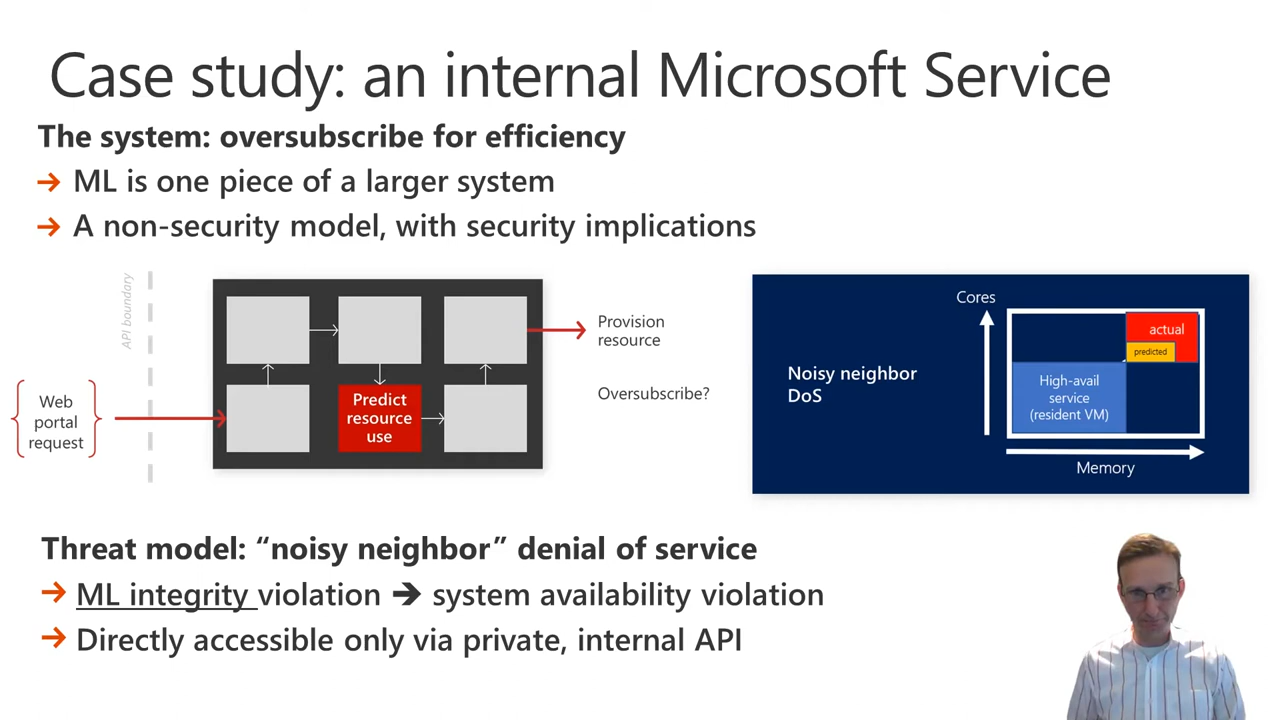 Case study: an internal Microsoft Service
The system: oversubscribe for efficiency
→ ML is one piece of a larger system
→ A non-security model, with security implications
API boundary
Web
portal
request
Predict
resource
use
Provision
resource
Oversubscribe?
Noisy neighbor
DoS
Cores
actual
predicted
High-avail
service
(resident VM)
Memory
Threat model: “noisy neighbor” denial of service
→ ML integrity violation 🡺 system availability violation
→ Directly accessible only via private, internal API